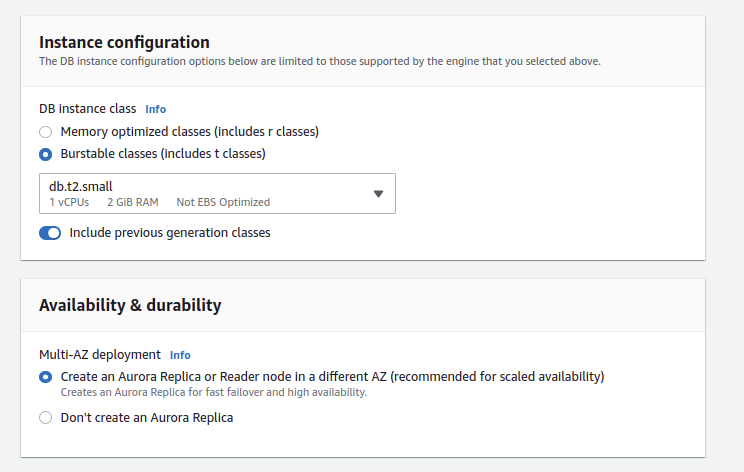 Instance configuration
The DB instance configuration options below are limited to those supported by the engine that you selected above.
DB instance class Info
Memory optimized classes (includes r classes)
Burstable classes (includes t classes)
db.t2.small
1 vCPUs 2 GiB RAM Not EBS Optimized
Include previous generation classes
Availability & durability
Multi-AZ deployment Info
Create an Aurora Replica or Reader node in a different AZ (recommended for scaled availability)
Creates an Aurora Replica for fast failover and high availability.
Don't create an Aurora Replica